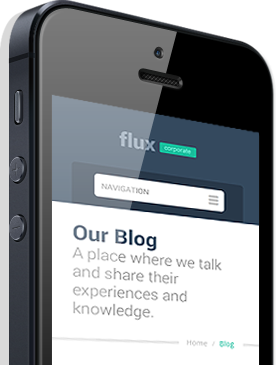 flux corporate
NAVIGATION
Our Blog
A place where we talk
and share their
experiences and
knowledge.
Home / Blog